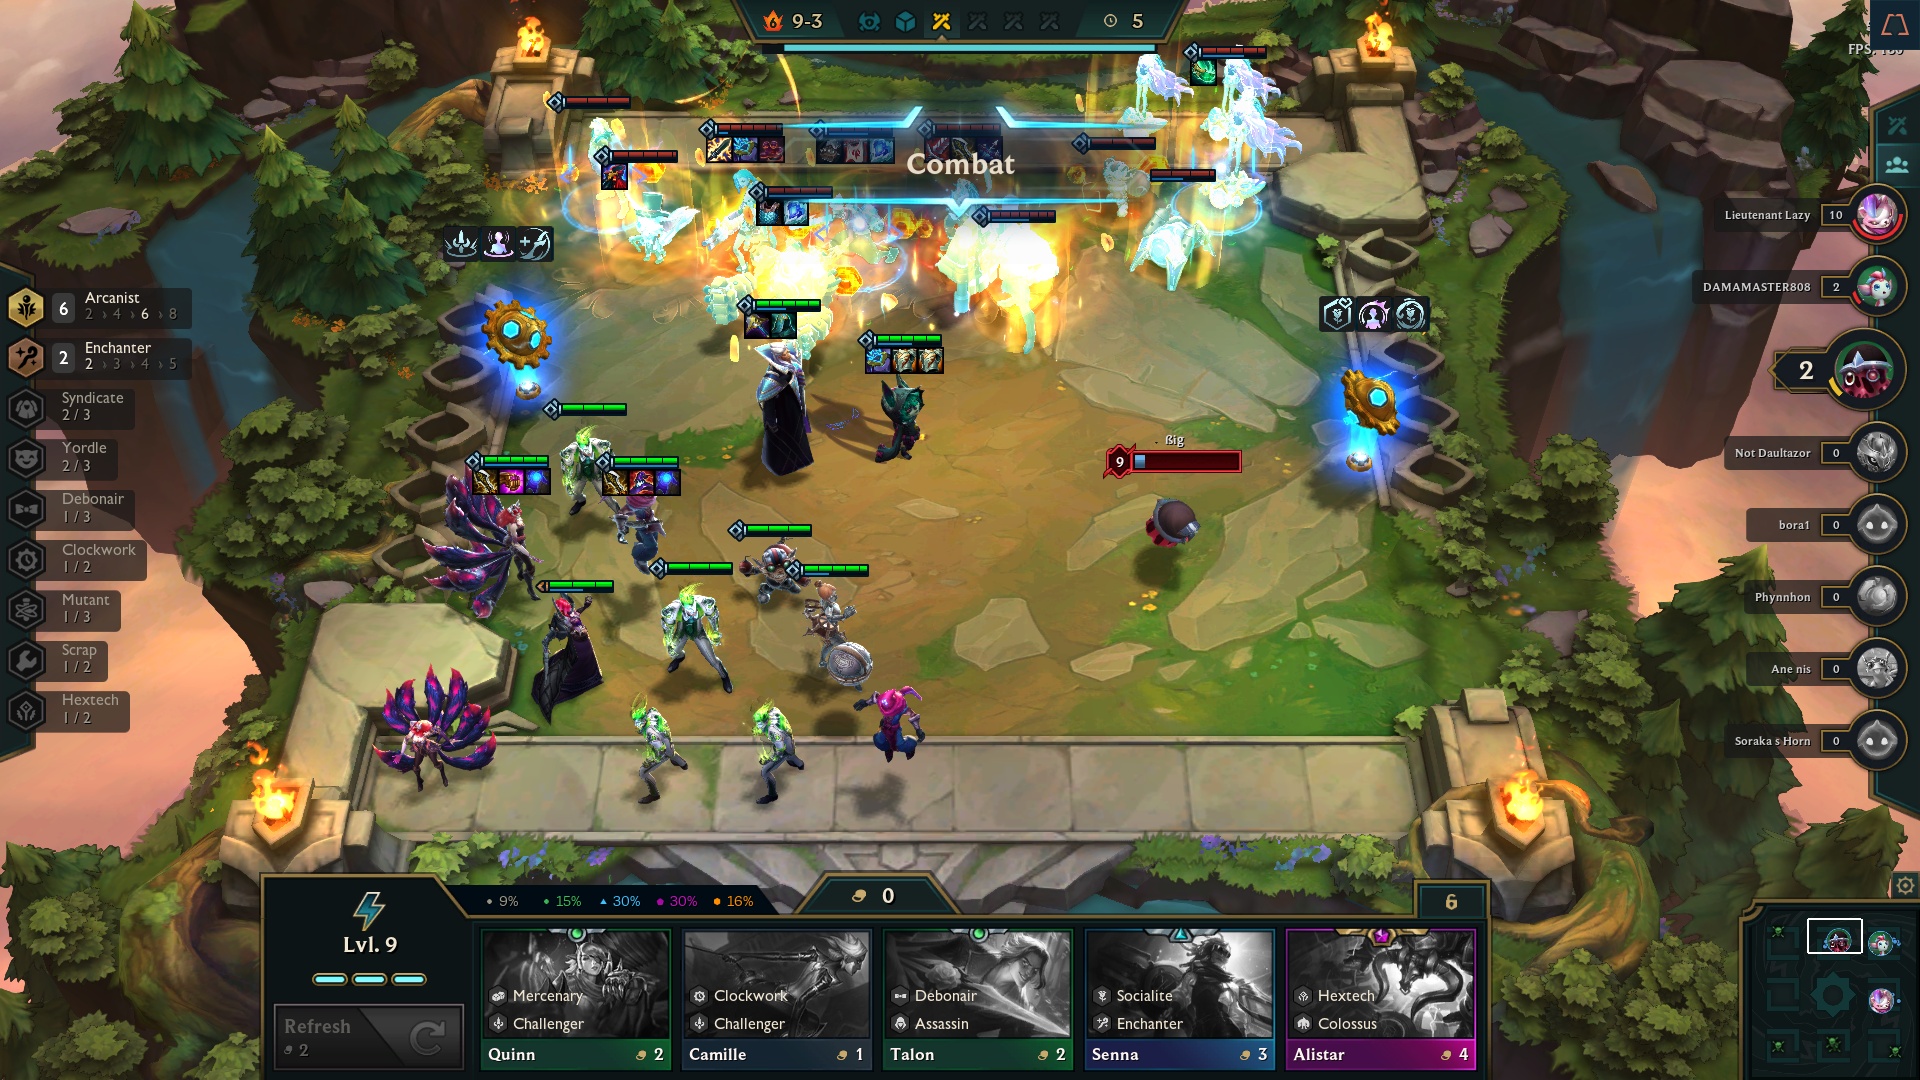 9-3
5
FPS:
Combat
6
Arcanist
2 › 4 › 6 › 8
2
Enchanter
2 › 3 › 4 › 5
Syndicate
2 / 3
Yordle
2 / 3
Debonair
1 / 3
Clockwork
1 / 2
Mutant
1 / 3
Scrap
1 / 2
Hextech
1 / 2
Lieutenant Lazy
10
DAMAMASTER808
2
2
Not Daultazor
0
bora1
0
Phynnhon
0
Ane nis
0
Soraka s Horn
0
9
9%
15%
30%
30%
16%
0
6
Lvl. 9
Refresh
2
Mercenary
Challenger
Quinn
2
Clockwork
Challenger
Camille
1
Debonair
Assassin
Talon
2
Socialite
Enchanter
Senna
3
Hextech
Colossus
Alistar
4